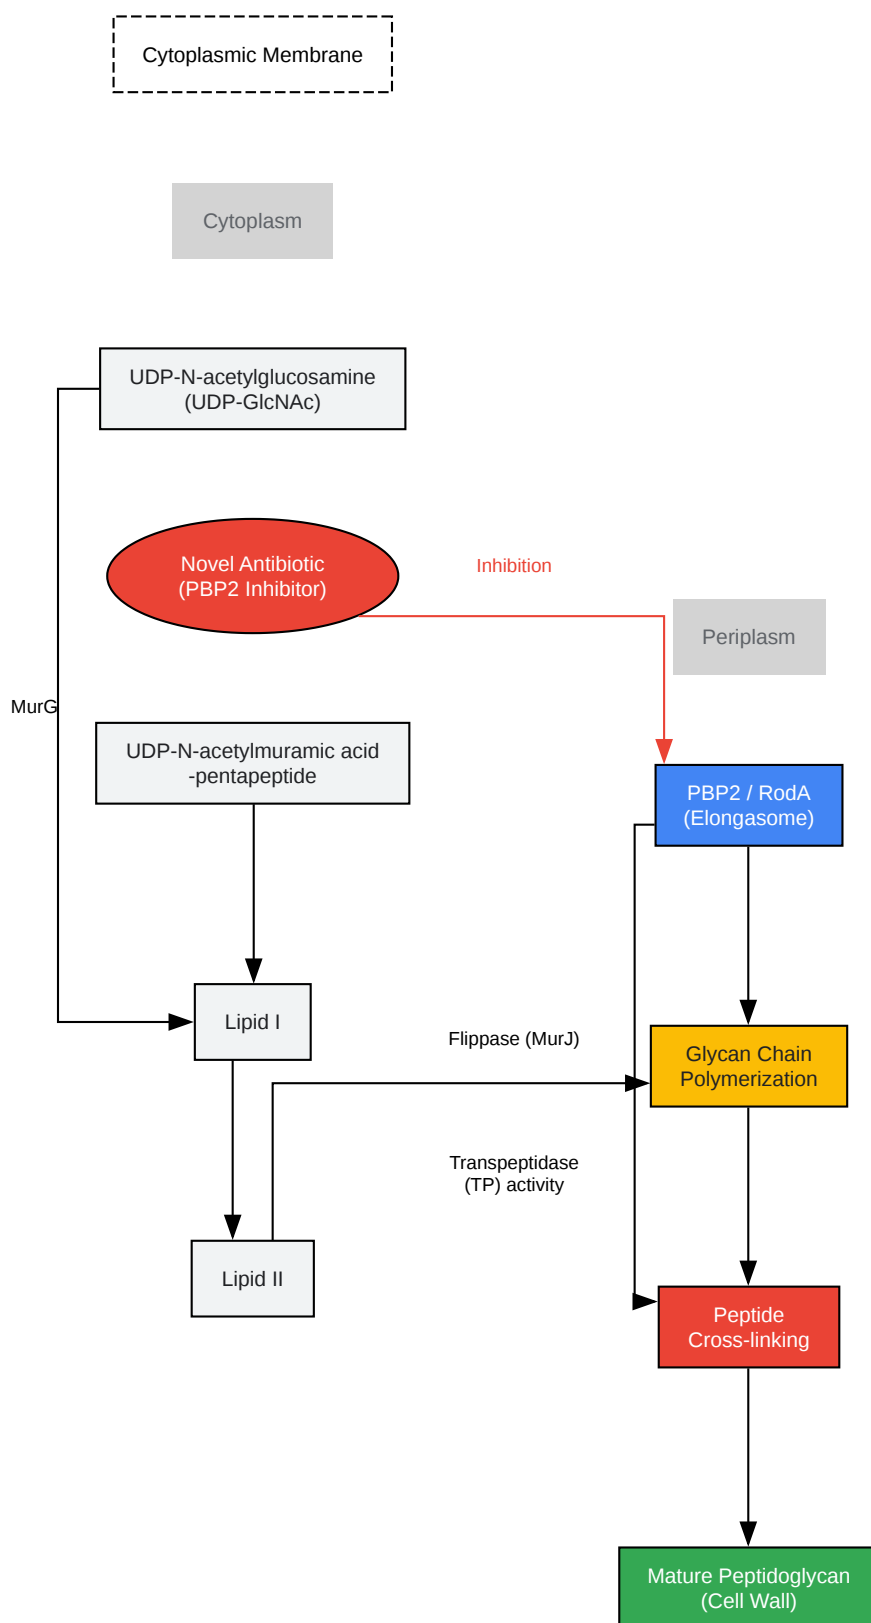 Cytoplasmic Membrane
Cytoplasm
UDP-N-acetylglucosamine
(UDP-GlcNAc)
Novel Antibiotic
(PBP2 Inhibitor)
Inhibition
Periplasm
MurG
UDP-N-acetylmuramic acid
-pentapeptide
PBP2 / RodA
(Elongasome)
Lipid I
Flippase (MurJ)
Glycan Chain
Polymerization
Transpeptidase
(TP) activity
Lipid II
Peptide
Cross-linking
Mature Peptidoglycan
(Cell Wall)